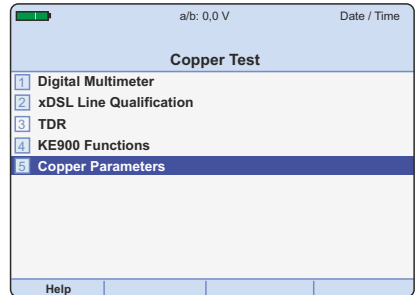 a/b: 0,0 V Date / Time
Copper Test
1 Digital Multimeter
2 xDSL Line Qualification
3 TDR
4 KE900 Functions
5 Copper Parameters
Help